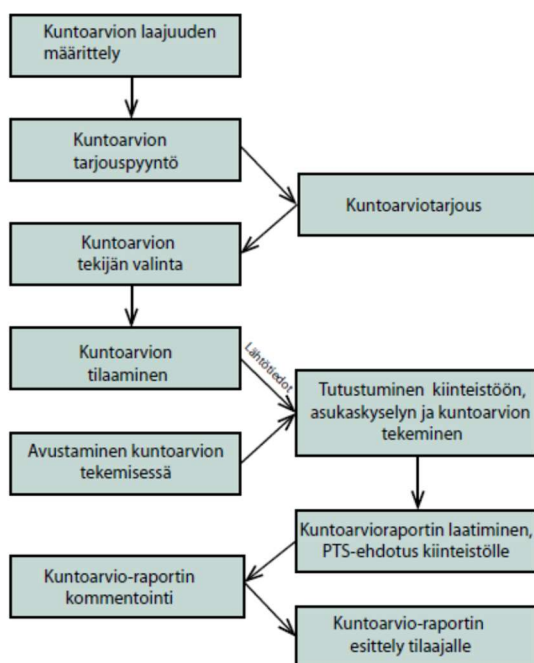 Kuntoarvion laajuuden
määrittely
Kuntoarvion
tarjouspyyntö
Kuntoarviotarjous
Kuntoarvion
tekijän valinta
Kuntoarvion
tilaaminen
Lähtötiedot
Tutustuminen kiinteistöön,
asukaskyselyn ja kuntoarvion
tekeminen
Avustaminen kuntoarvion
tekemisessä
Kuntoarvioraportin laatiminen,
PTS-ehdotus kiinteistölle
Kuntoarvio-raportin
kommentointi
Kuntoarvio-raportin
esittely tilaajalle